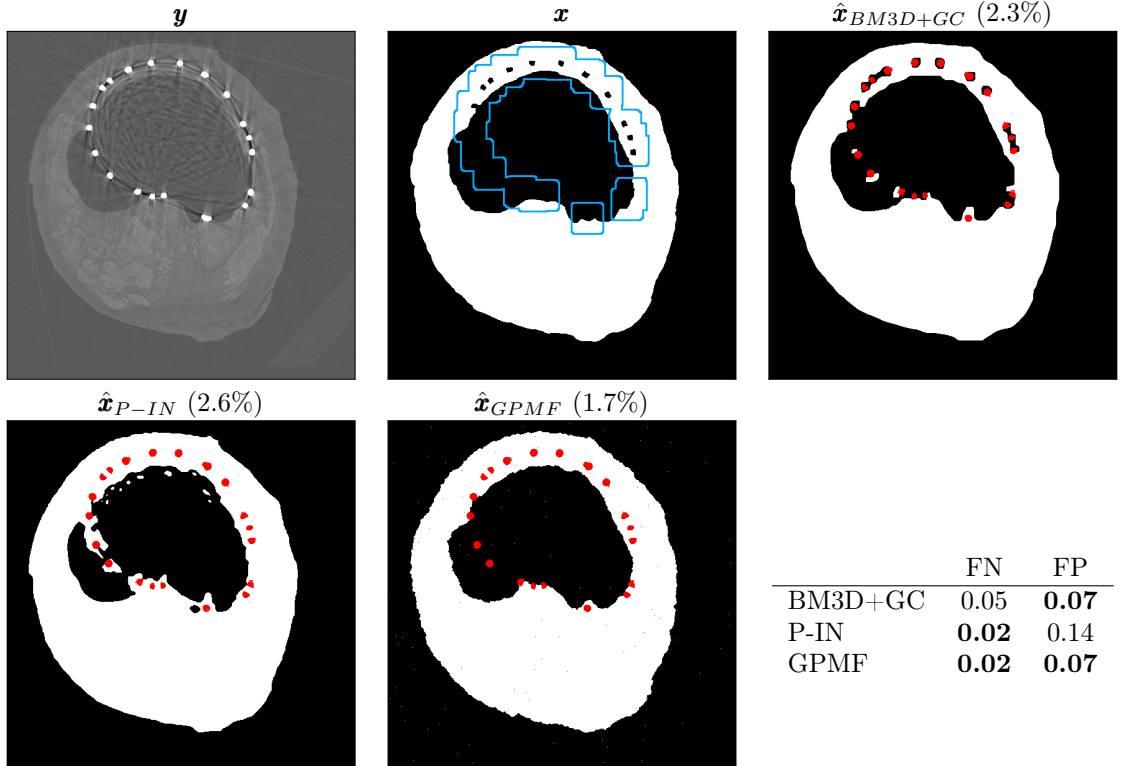 y
x
x̂_{BM3D+GC} (2.3%)
x̂_{P−IN} (2.6%)
x̂_{GPMF} (1.7%)
FN FP
BM3D+GC 0.05 0.07
P-IN 0.02 0.14
GPMF 0.02 0.07